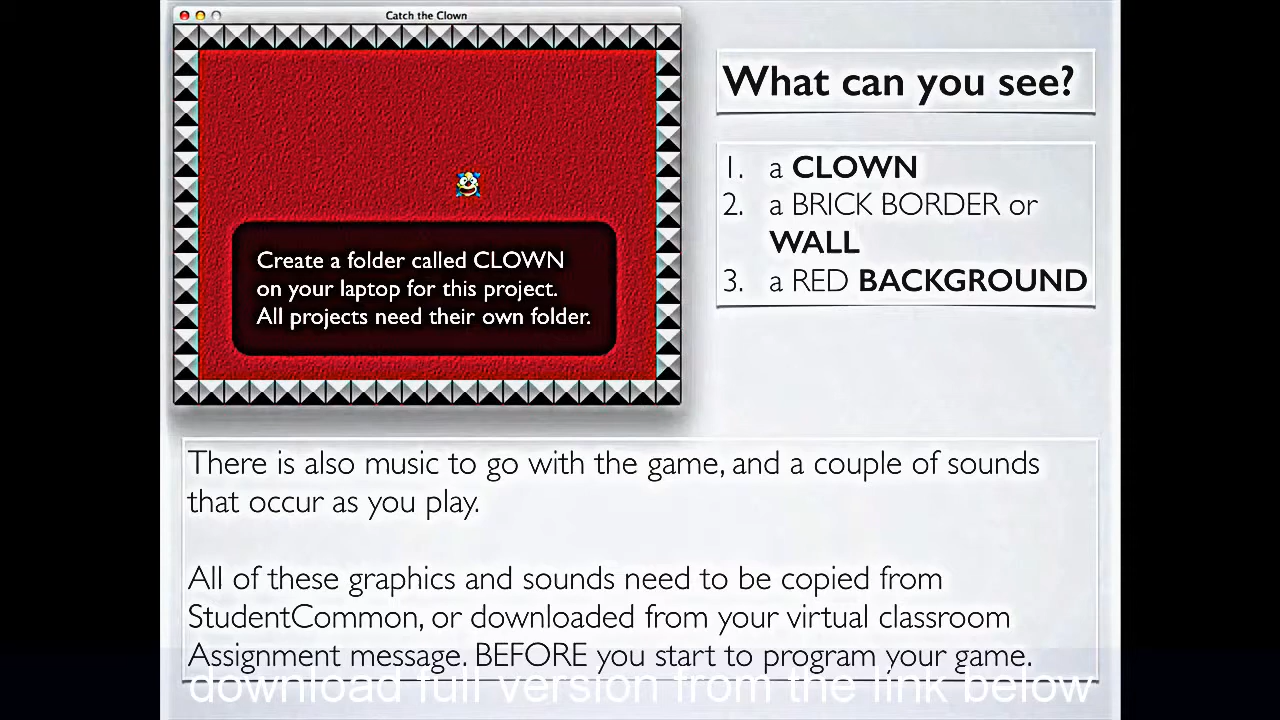 Catch the Clown
Create a folder called CLOWN
on your laptop for this project.
All projects need their own folder.
What can you see?
1. a CLOWN
2. a BRICK BORDER or
WALL
3. a RED BACKGROUND
There is also music to go with the game, and a couple of sounds
that occur as you play.
All of these graphics and sounds need to be copied from
StudentCommon, or downloaded from your virtual classroom
Assignment message. BEFORE you start to program your game.
download full version from the link below